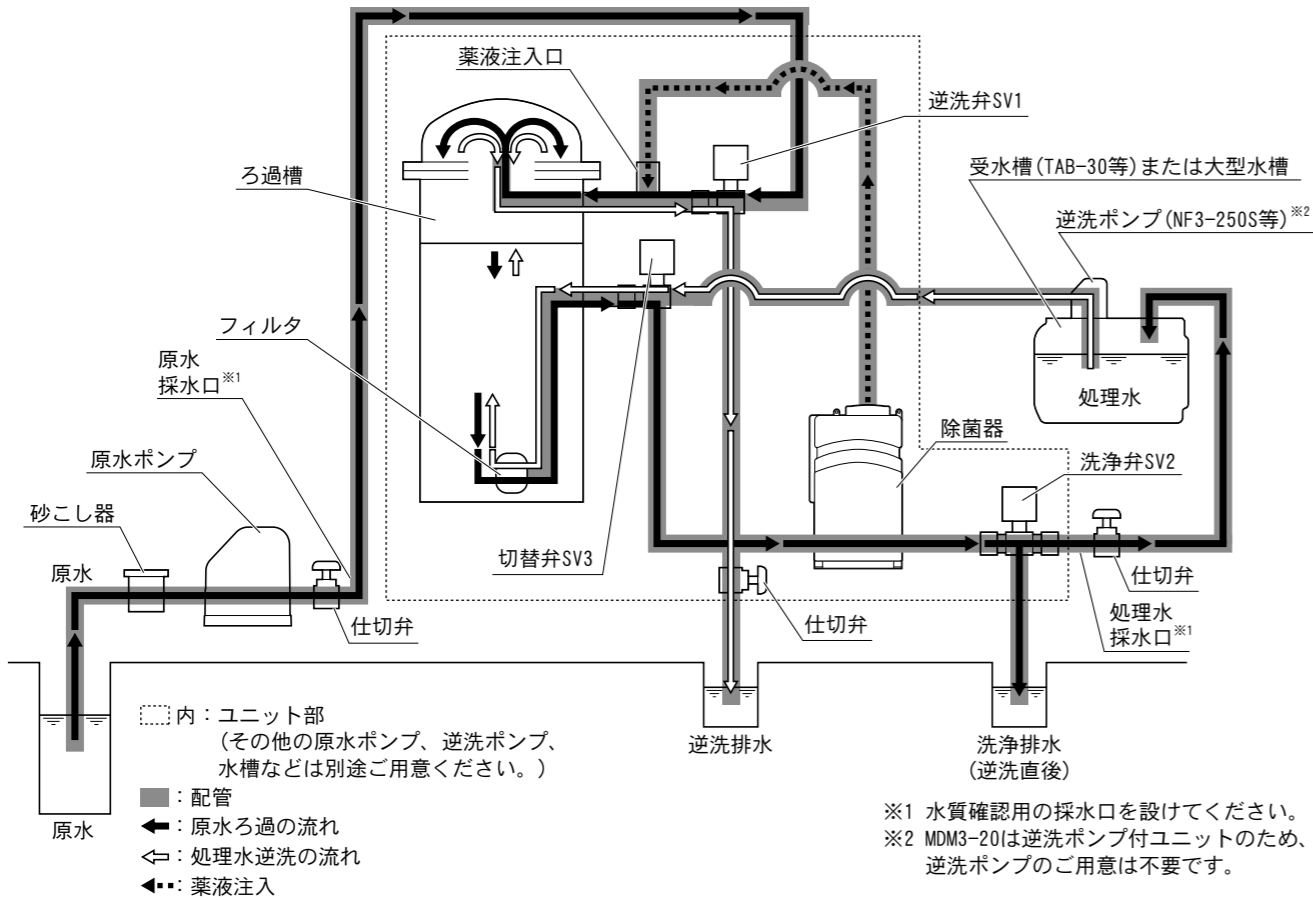 薬液注入口
逆洗弁SV1
受水槽(TAB-30等)または大型水槽
ろ過槽
逆洗ポンプ(NF3-250S等)※2
フィルタ
原水
採水口※1
処理水
原水ポンプ
除菌器
洗浄弁SV2
砂こし器
切替弁SV3
原水
仕切弁
仕切弁
仕切弁
処理水
採水口※1
内：ユニット部
(その他の原水ポンプ、逆洗ポンプ、
水槽などは別途ご用意ください。)
：配管
：原水ろ過の流れ
：処理水逆洗の流れ
：薬液注入
原水
逆洗排水
洗浄排水
(逆洗直後)
※1 水質確認用の採水口を設けてください。
※2 MDM3-20は逆洗ポンプ付ユニットのため、
逆洗ポンプのご用意は不要です。